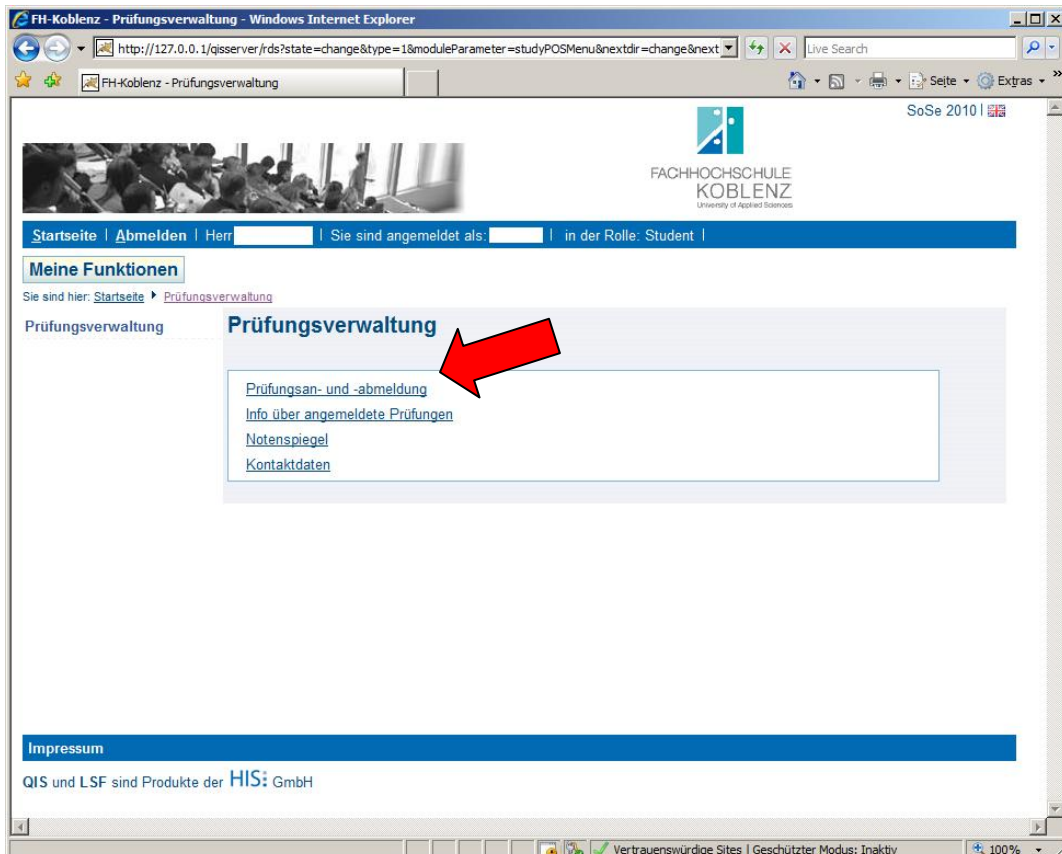 FH-Koblenz - Prüfungsverwaltung - Windows Internet Explorer
http://127.0.0.1/qisserver/rds?state=change&type=1&moduleParameter=studyPOSMenu&nextdir=change&next
Live Search
FH-Koblenz - Prüfungsverwaltung
Seite
Extras
SoSe 2010 |
FACHHOCHSCHULE
KOBLENZ
University of Applied Sciences
Startseite | Abmelden | Herr | Sie sind angemeldet als: | in der Rolle: Student |
Meine Funktionen
Sie sind hier: Startseite Prüfungsverwaltung
Prüfungsverwaltung
Prüfungsverwaltung
Prüfungsan- und -abmeldung
Info über angemeldete Prüfungen
Notenspiegel
Kontaktdaten
Impressum
QIS und LSF sind Produkte der HIS: GmbH
Vertrauenswürdige Sites | Geschützter Modus: Inaktiv
100%